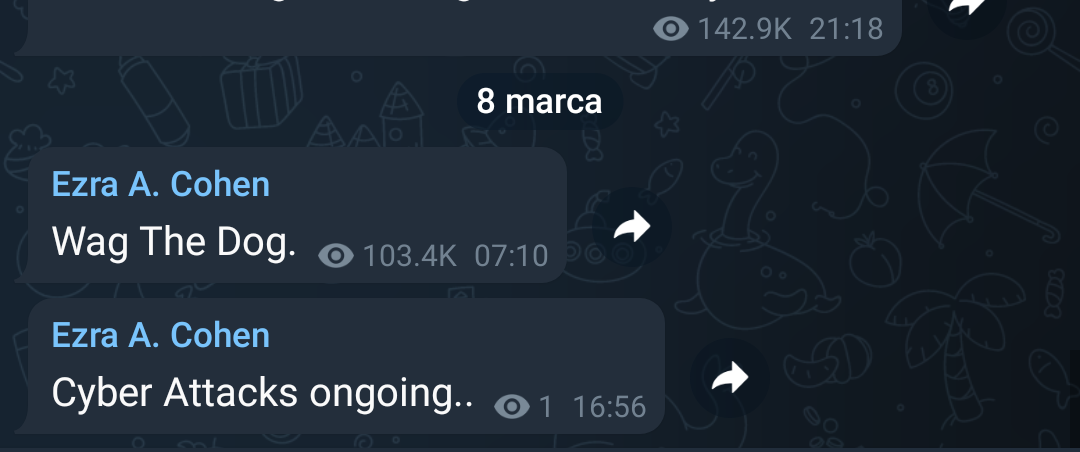 142.9K 21:18
8 marca
Ezra A. Cohen
Wag The Dog. 103.4K 07:10
Ezra A. Cohen
Cyber Attacks ongoing.. 1 16:56